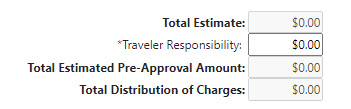 Total Estimate: $0.00
*Traveler Responsibility: $0.00
Total Estimated Pre-Approval Amount: $0.00
Total Distribution of Charges: $0.00